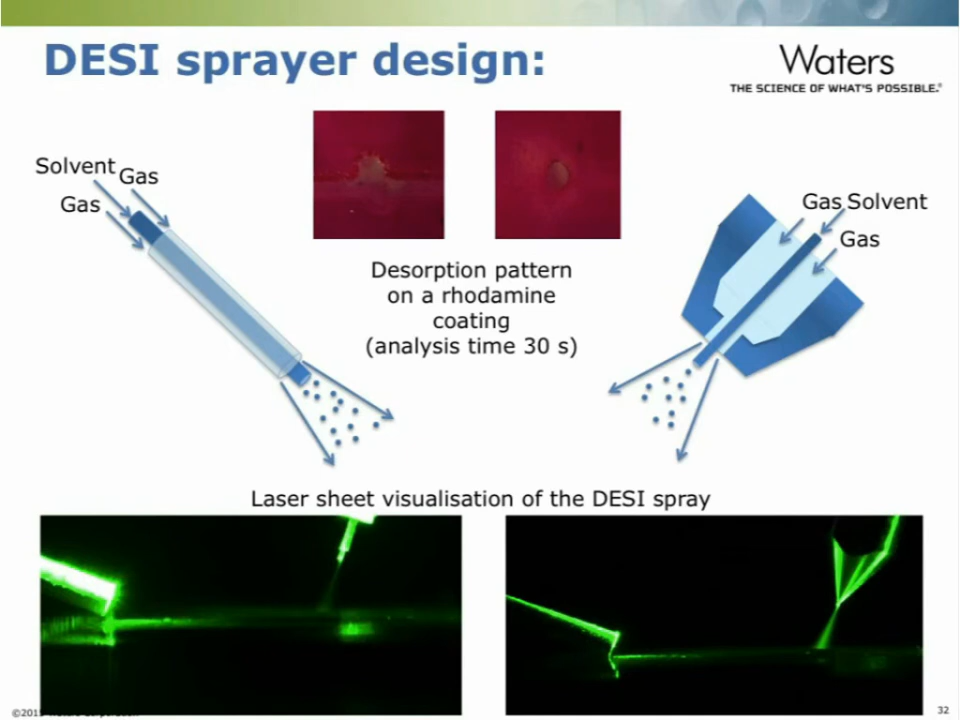 DESI sprayer design:
Waters
THE SCIENCE OF WHAT'S POSSIBLE.®
Solvent
Gas
Gas
Gas
Solvent
Gas
Desorption pattern
on a rhodamine
coating
(analysis time 30 s)
Laser sheet visualisation of the DESI spray
32